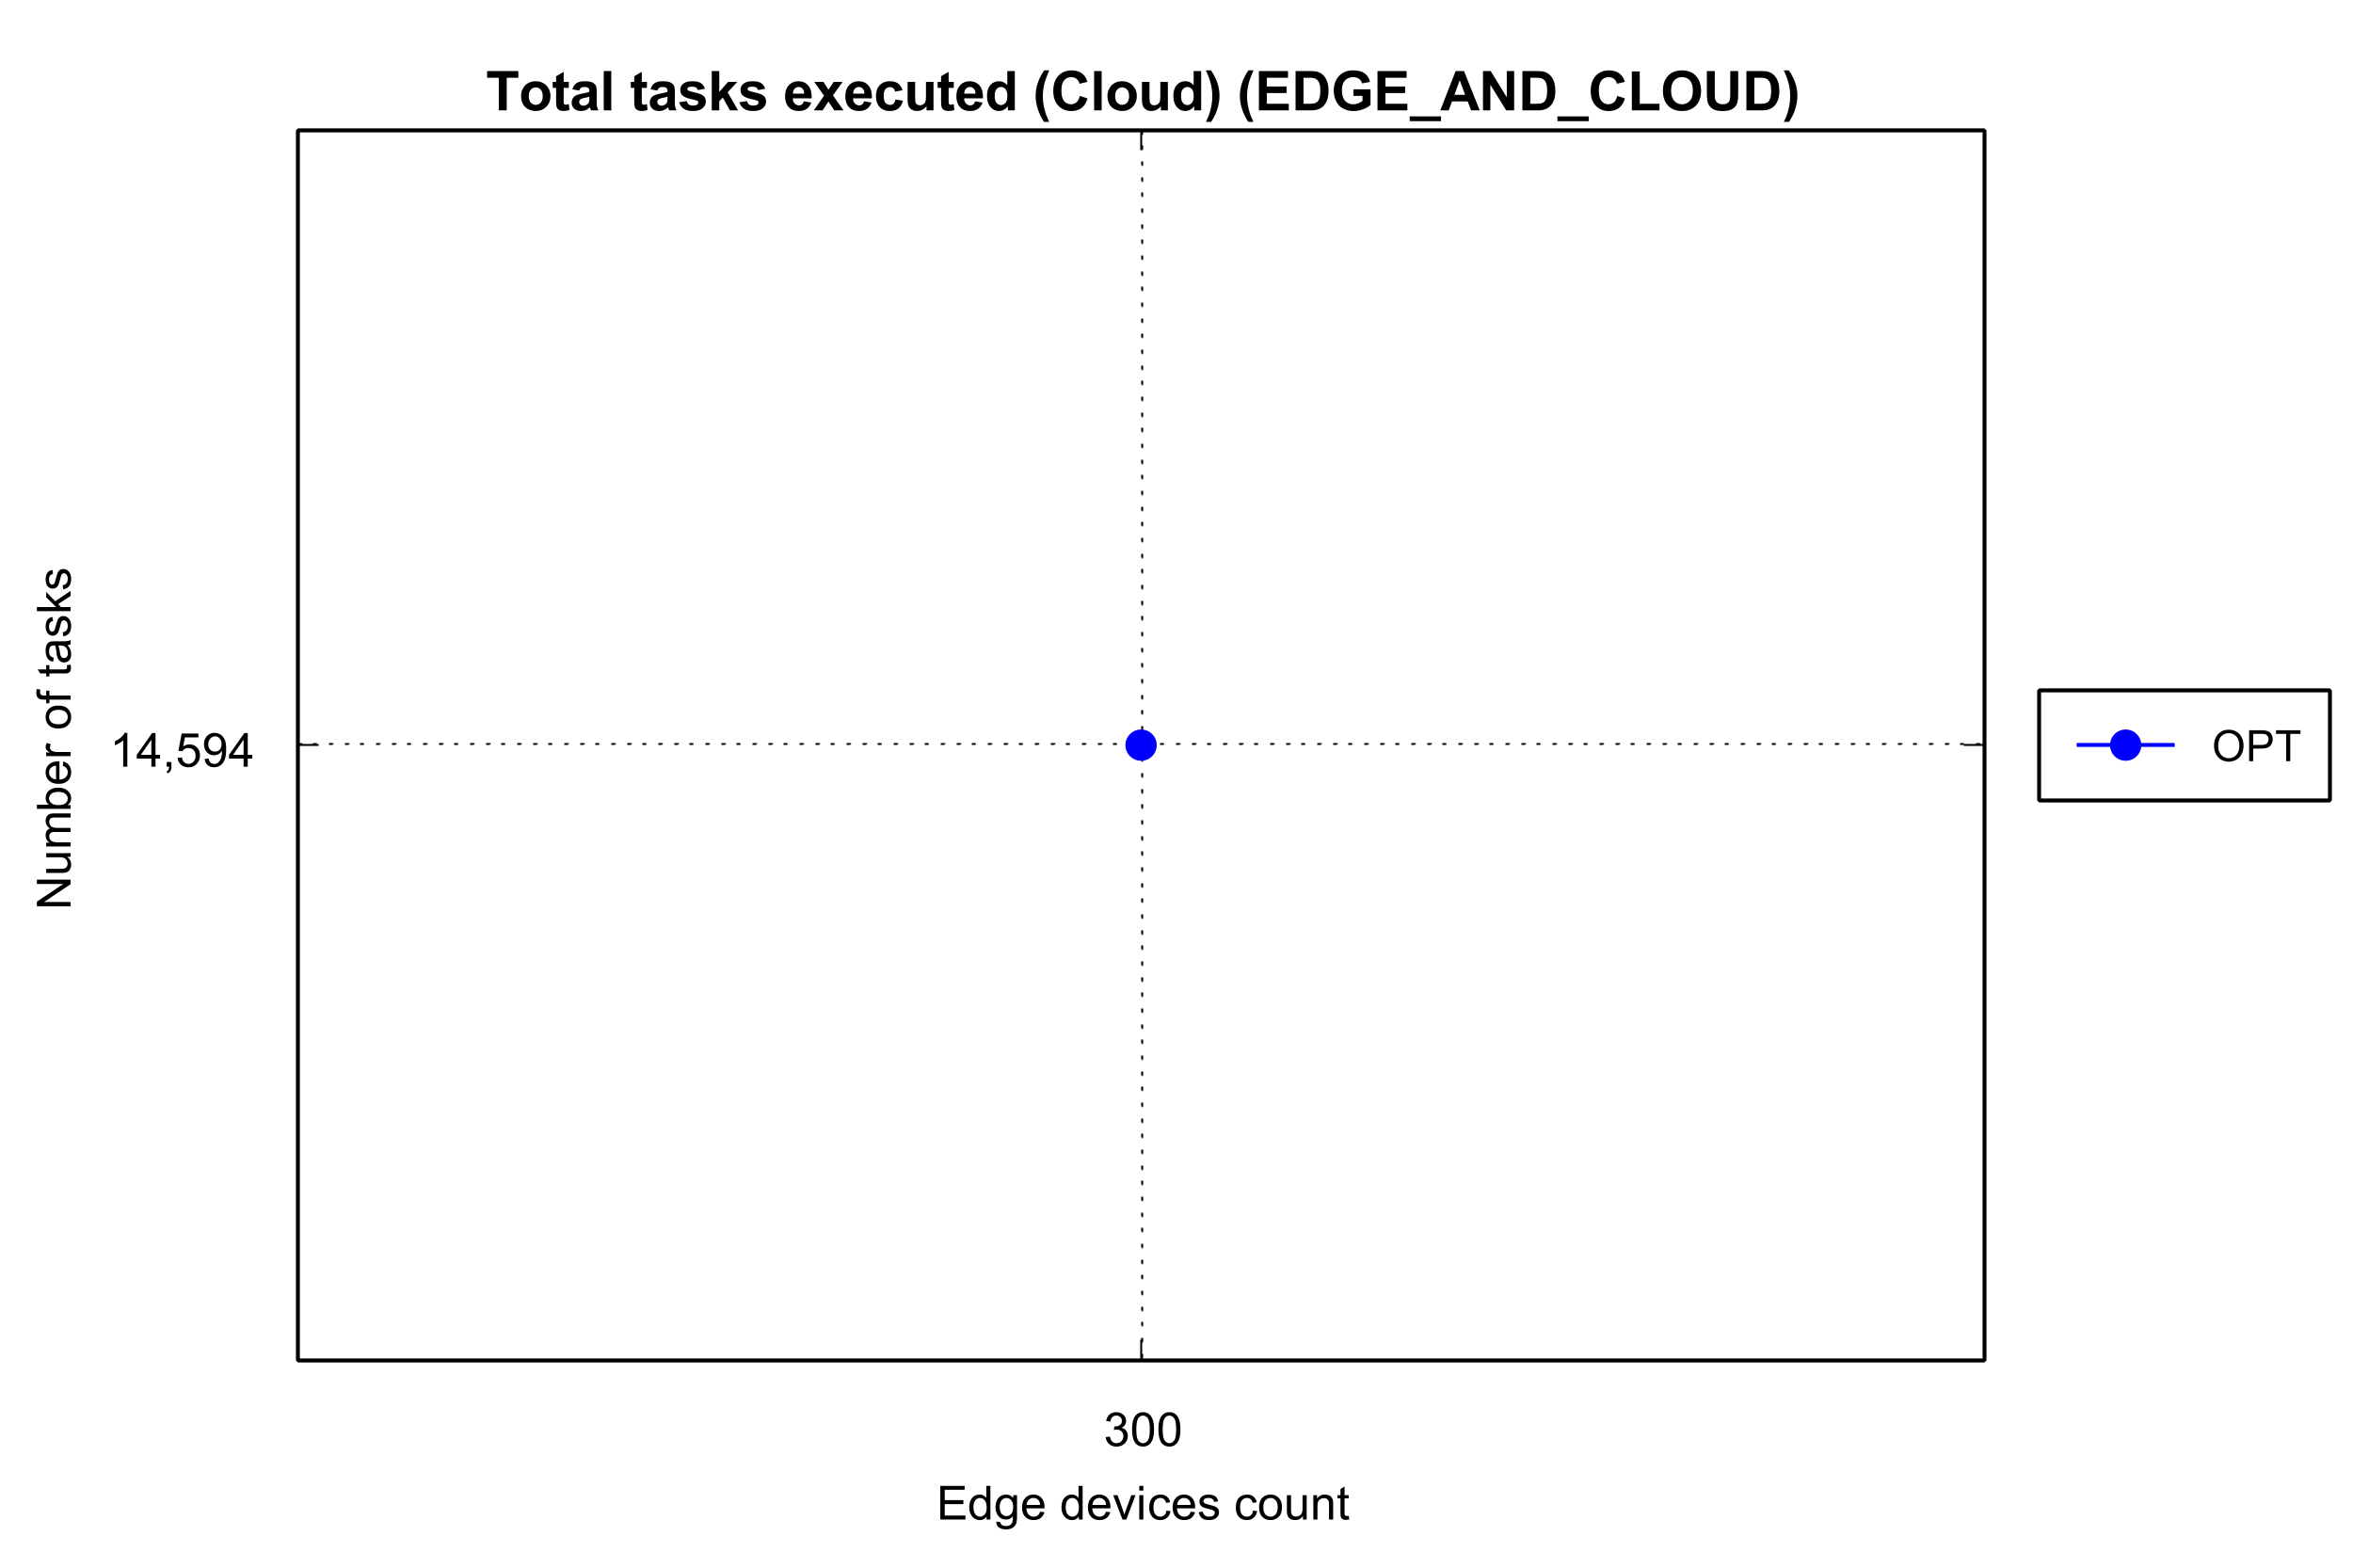 Total tasks executed (Cloud) (EDGE_AND_CLOUD)
Number of tasks
14,594
OPT
300
Edge devices count